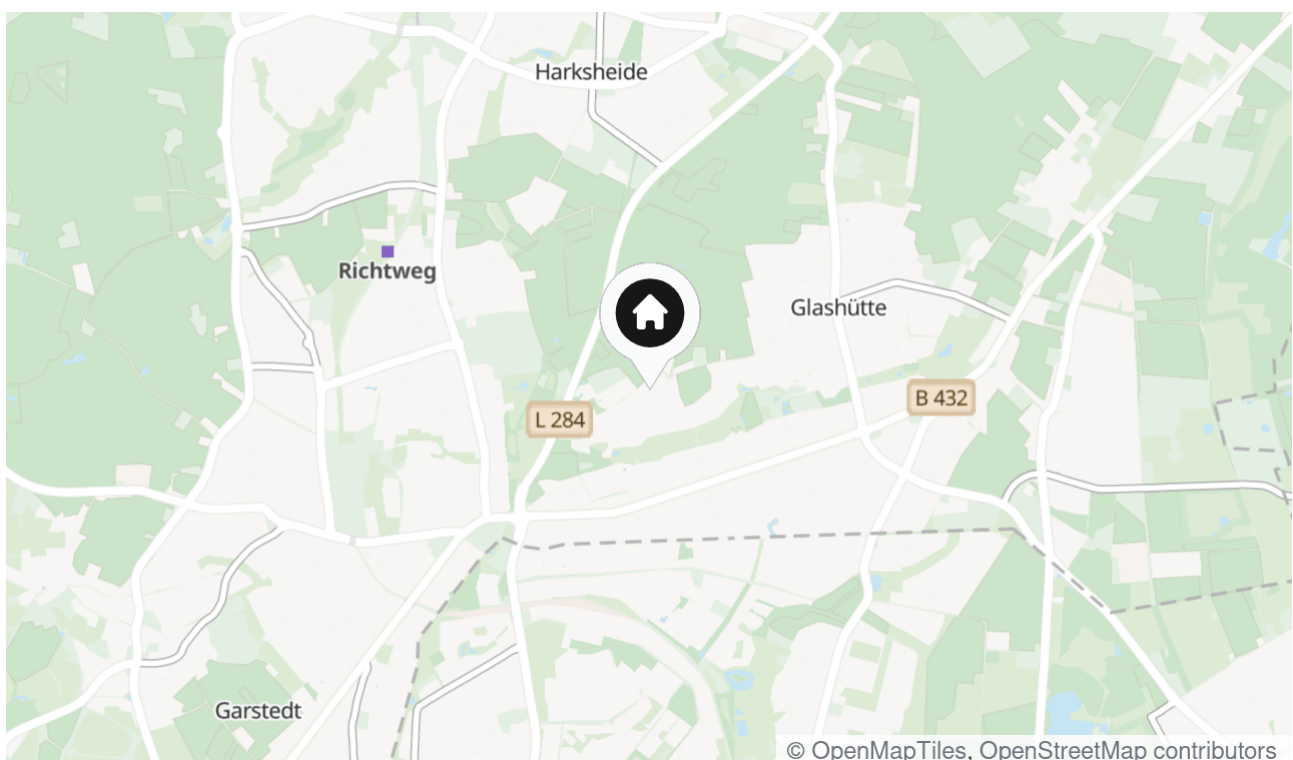 Harksheide
Richtweg
Glashütte
B 432
L 284
Garstedt
© OpenMapTiles, OpenStreetMap contributors